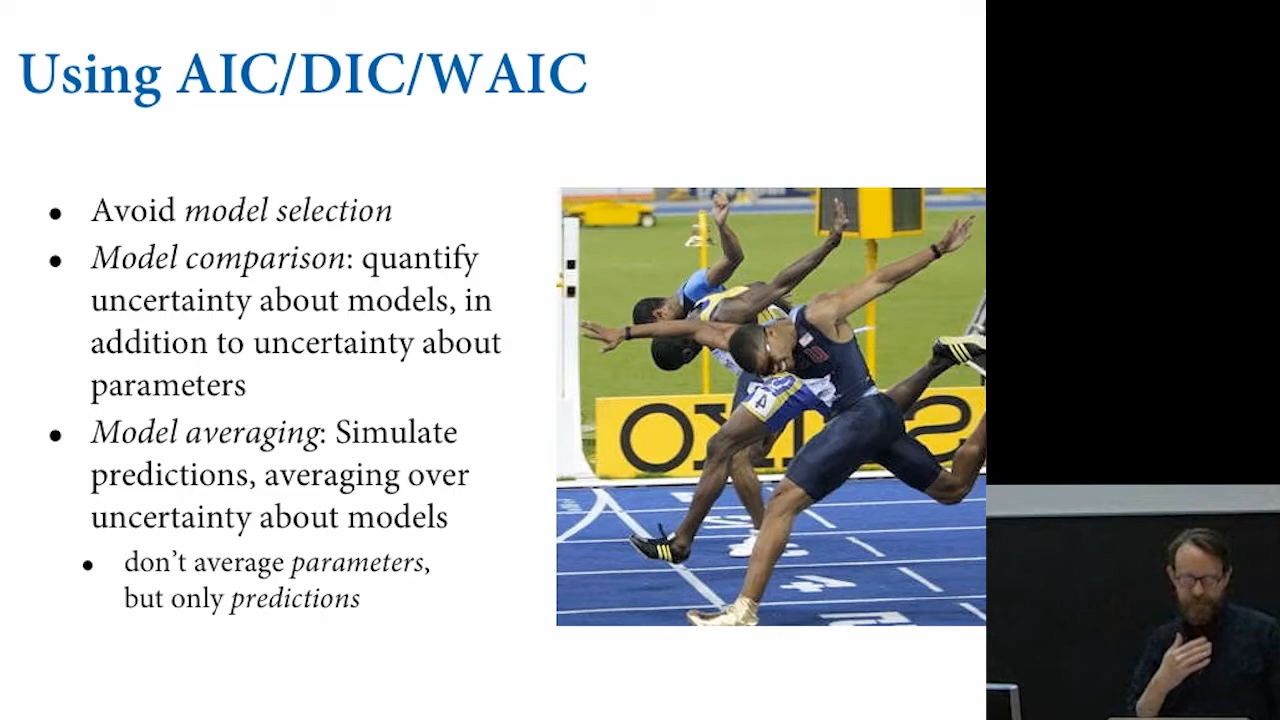 Using AIC/DIC/WAIC
• Avoid model selection
• Model comparison: quantify
uncertainty about models, in
addition to uncertainty about
parameters
• Model averaging: Simulate
predictions, averaging over
uncertainty about models
• don’t average parameters,
but only predictions
4